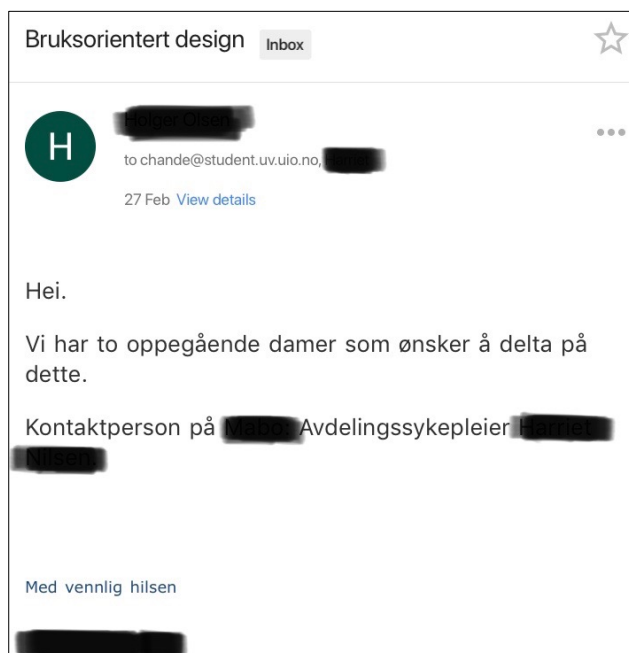 Bruksorientert design Inbox
H
to chande@student.uv.uio.no,
27 Feb View details
Hei.
Vi har to oppegående damer som ønsker å delta på
dette.
Kontaktperson på Avdelingssykepleier
Med vennlig hilsen